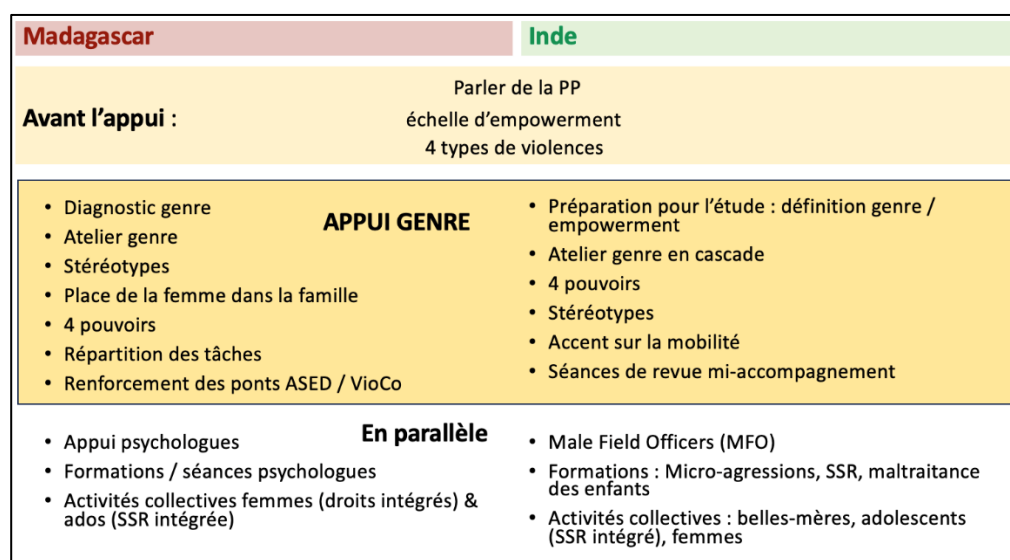 Madagascar
Inde
Avant l’appui :
Parler de la PP
échelle d’empowerment
4 types de violences
APPUI GENRE
• Diagnostic genre
• Atelier genre
• Stéréotypes
• Place de la femme dans la famille
• 4 pouvoirs
• Répartition des tâches
• Renforcement des ponts ASED / VioCo
• Préparation pour l’étude : définition genre /
empowerment
• Atelier genre en cascade
• 4 pouvoirs
• Stéréotypes
• Accent sur la mobilité
• Séances de revue mi-accompagnement
En parallèle
• Appui psychologues
• Formations / séances psychologues
• Activités collectives femmes (droits intégrés) &
ados (SSR intégrée)
• Male Field Officers (MFO)
• Formations : Micro-agressions, SSR, maltraitance
des enfants
• Activités collectives : belles-mères, adolescents
(SSR intégré), femmes